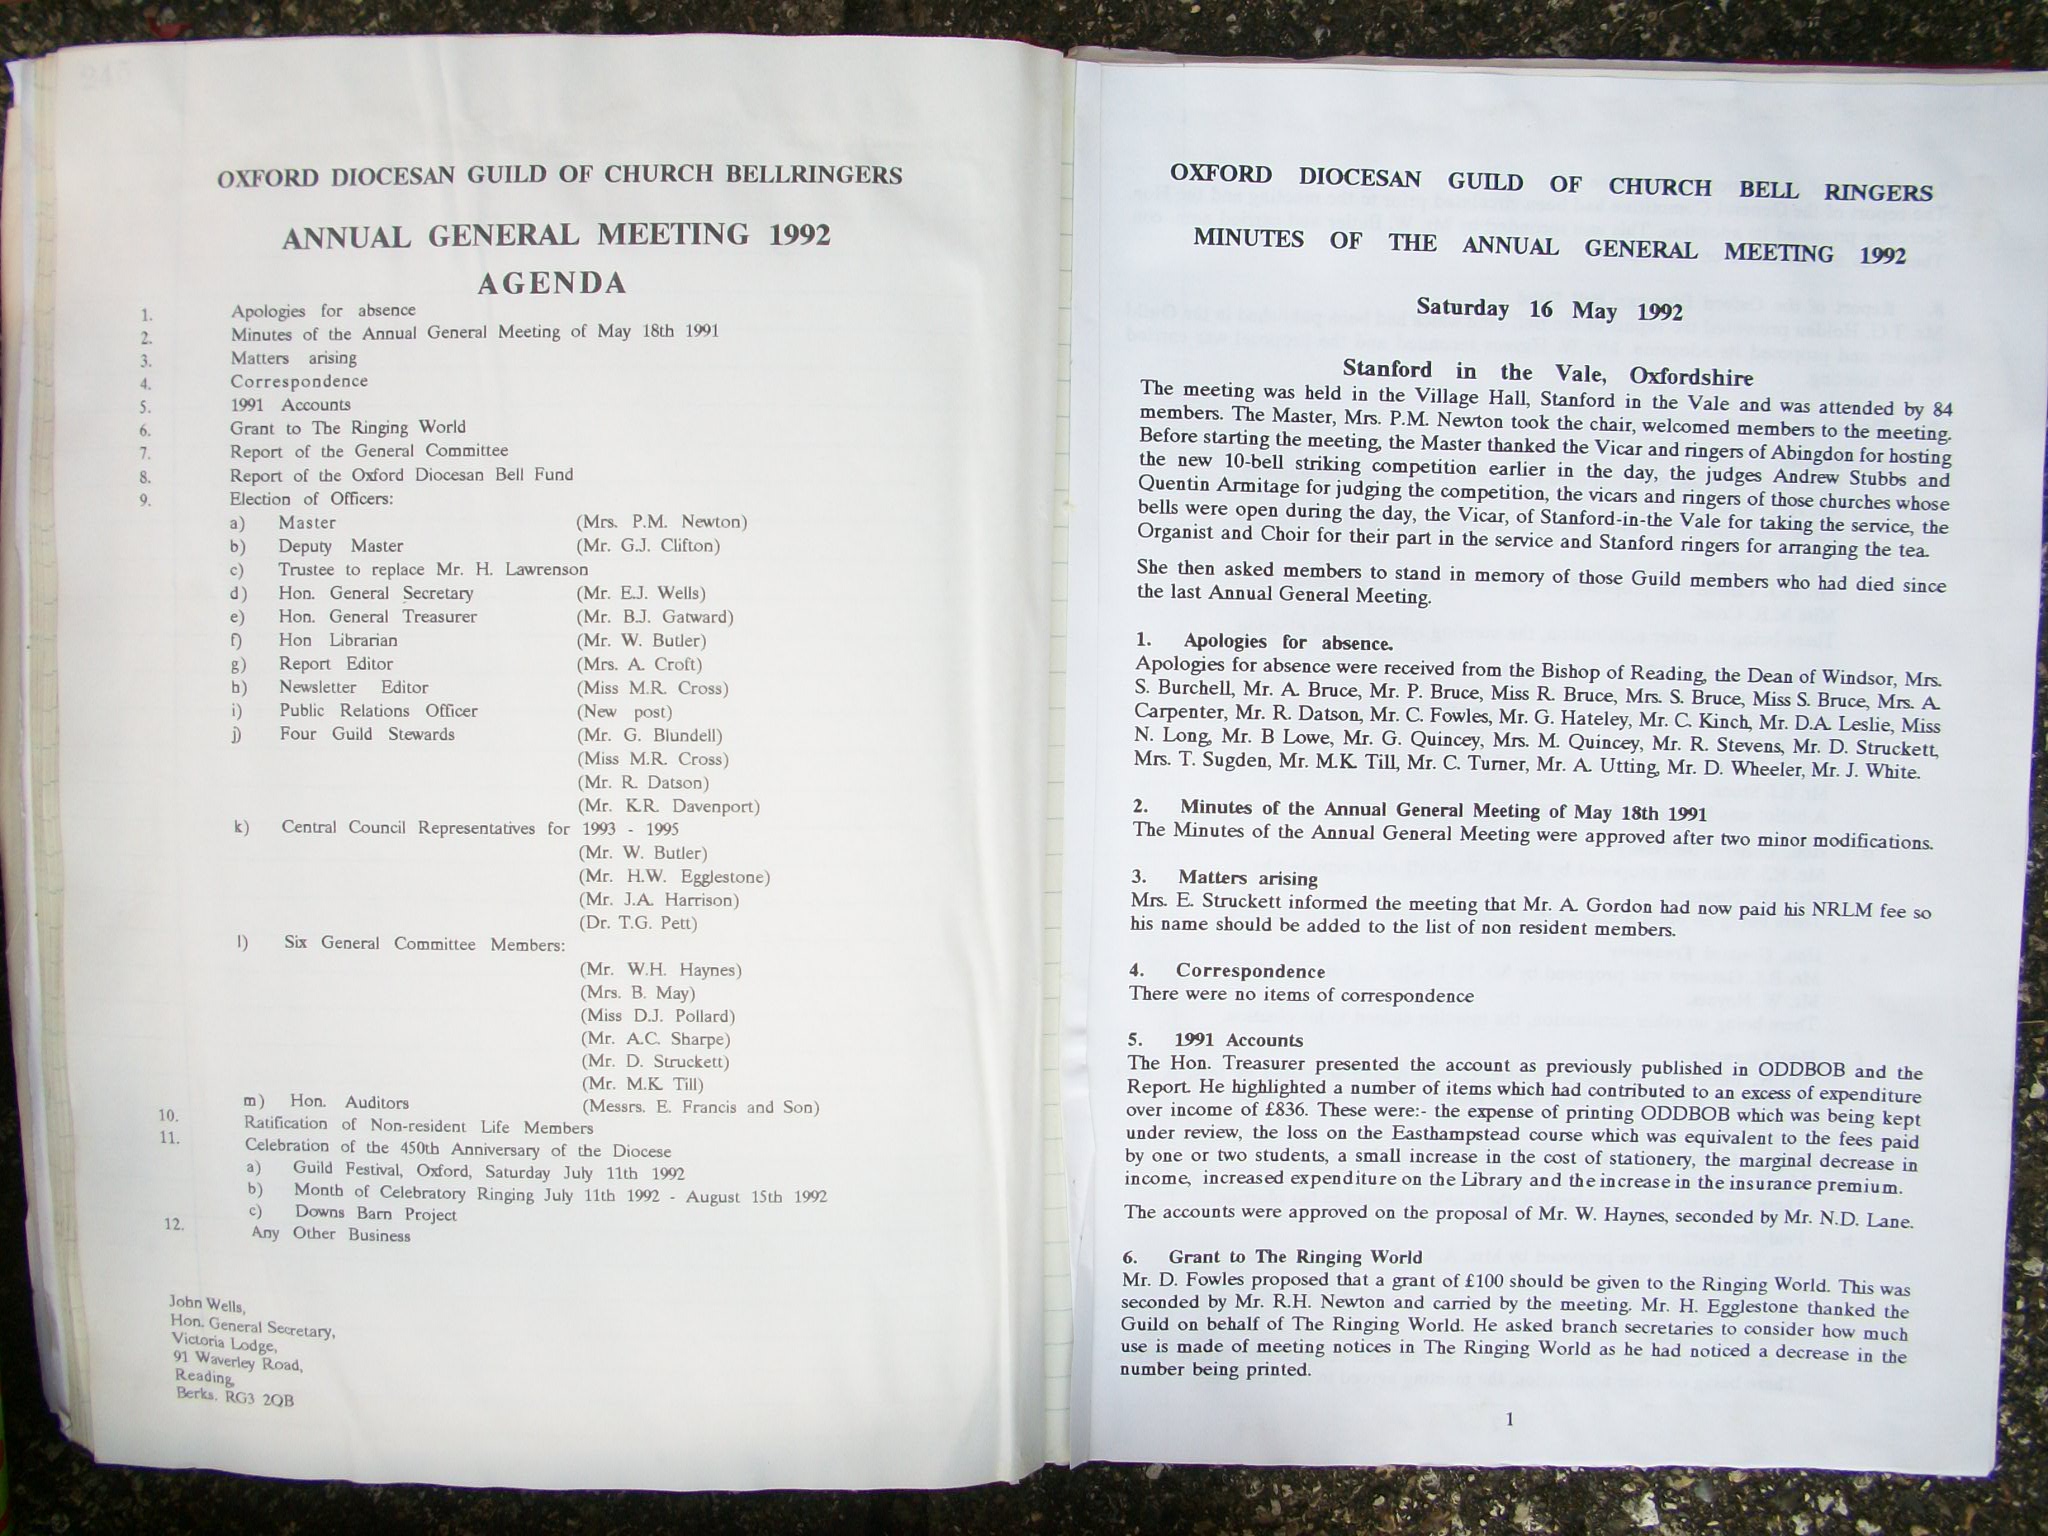 OXFORD DIOCESAN GUILD OF CHURCH BELLRINGERS
ANNUAL GENERAL MEETING 1992
AGENDA
1. Apologies for absence
2. Minutes of the Annual General Meeting of May 18th 1991
3. Matters arising
4. Correspondence
5. 1991 Accounts
6. Grant to The Ringing World
7. Report of the General Committee
8. Report of the Oxford Diocesan Bell Fund
9. Election of Officers:
a) Master (Mrs. P.M. Newton)
b) Deputy Master (Mr. G.J. Clifton)
c) Trustee to replace Mr. H. Lawrenson
d) Hon. General Secretary (Mr. E.J. Wells)
e) Hon. General Treasurer (Mr. B.J. Gatward)
f) Hon Librarian (Mr. W. Butler)
g) Report Editor (Mrs. A. Croft)
h) Newsletter Editor (Miss M.R. Cross)
i) Public Relations Officer (New post)
j) Four Guild Stewards (Mr. G. Blundell)
(Miss M.R. Cross)
(Mr. R. Datson)
(Mr. K.R. Davenport)
k) Central Council Representatives for 1993 - 1995
(Mr. W. Butler)
(Mr. H.W. Egglestone)
(Mr. J.A. Harrison)
(Dr. T.G. Pett)
l) Six General Committee Members:
(Mr. W.H. Haynes)
(Mrs. B. May)
(Miss D.J. Pollard)
(Mr. A.C. Sharpe)
(Mr. D. Struckett)
(Mr. M.K. Till)
m) Hon. Auditors (Messrs. E. Francis and Son)
10. Ratification of Non-resident Life Members
11. Celebration of the 450th Anniversary of the Diocese
a) Guild Festival, Oxford, Saturday July 11th 1992
b) Month of Celebratory Ringing July 11th 1992 - August 15th 1992
c) Downs Barn Project
12. Any Other Business
John Wells,
Hon. General Secretary,
Victoria Lodge,
91 Waverley Road,
Reading,
Berks. RG3 2QB
OXFORD DIOCESAN GUILD OF CHURCH BELL RINGERS
MINUTES OF THE ANNUAL GENERAL MEETING 1992
Saturday 16 May 1992
Stanford in the Vale, Oxfordshire
The meeting was held in the Village Hall, Stanford in the Vale and was attended by 84
members. The Master, Mrs. P.M. Newton took the chair, welcomed members to the meeting.
Before starting the meeting, the Master thanked the Vicar and ringers of Abingdon for hosting
the new 10-bell striking competition earlier in the day, the judges Andrew Stubbs and
Quentin Armitage for judging the competition, the vicars and ringers of those churches whose
bells were open during the day, the Vicar, of Stanford-in-the Vale for taking the service, the
Organist and Choir for their part in the service and Stanford ringers for arranging the tea.
She then asked members to stand in memory of those Guild members who had died since
the last Annual General Meeting.
1. Apologies for absence.
Apologies for absence were received from the Bishop of Reading, the Dean of Windsor, Mrs.
S. Burchell, Mr. A. Bruce, Mr. P. Bruce, Miss R. Bruce, Mrs. S. Bruce, Miss S. Bruce, Mrs. A.
Carpenter, Mr. R. Datson, Mr. C. Fowles, Mr. G. Hateley, Mr. C. Kinch, Mr. D.A. Leslie, Miss
N. Long, Mr. B Lowe, Mr. G. Quincey, Mrs. M. Quincey, Mr. R. Stevens, Mr. D. Struckett,
Mrs. T. Sugden, Mr. M.K. Till, Mr. C. Turner, Mr. A. Utting, Mr. D. Wheeler, Mr. J. White.
2. Minutes of the Annual General Meeting of May 18th 1991
The Minutes of the Annual General Meeting were approved after two minor modifications.
3. Matters arising
Mrs. E. Struckett informed the meeting that Mr. A. Gordon had now paid his NRLM fee so
his name should be added to the list of non resident members.
4. Correspondence
There were no items of correspondence
5. 1991 Accounts
The Hon. Treasurer presented the account as previously published in ODDBOB and the
Report. He highlighted a number of items which had contributed to an excess of expenditure
over income of £836. These were:- the expense of printing ODDBOB which was being kept
under review, the loss on the Easthampstead course which was equivalent to the fees paid
by one or two students, a small increase in the cost of stationery, the marginal decrease in
income, increased expenditure on the Library and the increase in the insurance premium.
The accounts were approved on the proposal of Mr. W. Haynes, seconded by Mr. N.D. Lane.
6. Grant to The Ringing World
Mr. D. Fowles proposed that a grant of £100 should be given to the Ringing World. This was
seconded by Mr. R.H. Newton and carried by the meeting. Mr. H. Egglestone thanked the
Guild on behalf of The Ringing World. He asked branch secretaries to consider how much
use is made of meeting notices in The Ringing World as he had noticed a decrease in the
number being printed.
1